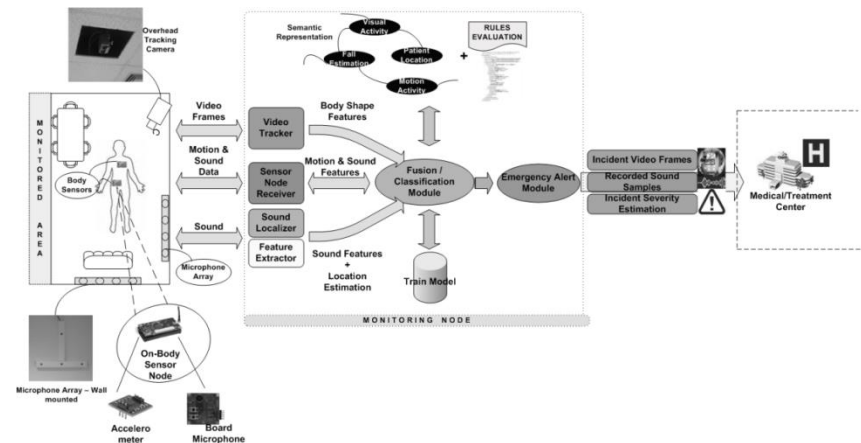 Overhead
Tracking
Camera
MONITORED AREA
Body
Sensors
Microphone
Array
On-Body
Sensor
Node
Microphone Array – Wall
mounted
Accelero
meter
Board
Microphone
Video
Frames
Motion &
Sound
Data
Sound
Video
Tracker
Sensor
Node
Receiver
Sound
Localizer
Feature
Extractor
Body Shape
Features
Motion & Sound
Features
Sound Features
+
Location
Estimation
Semantic
Representation
Visual
Activity
Fall
Estimation
Patient
Location
Motion
Activity
+
RULES
EVALUATION
Fusion /
Classification
Module
Train Model
Emergency Alert
Module
MONITORING NODE
Incident Video Frames
Recorded Sound
Samples
Incident Severity
Estimation
H
Medical/Treatment
Center